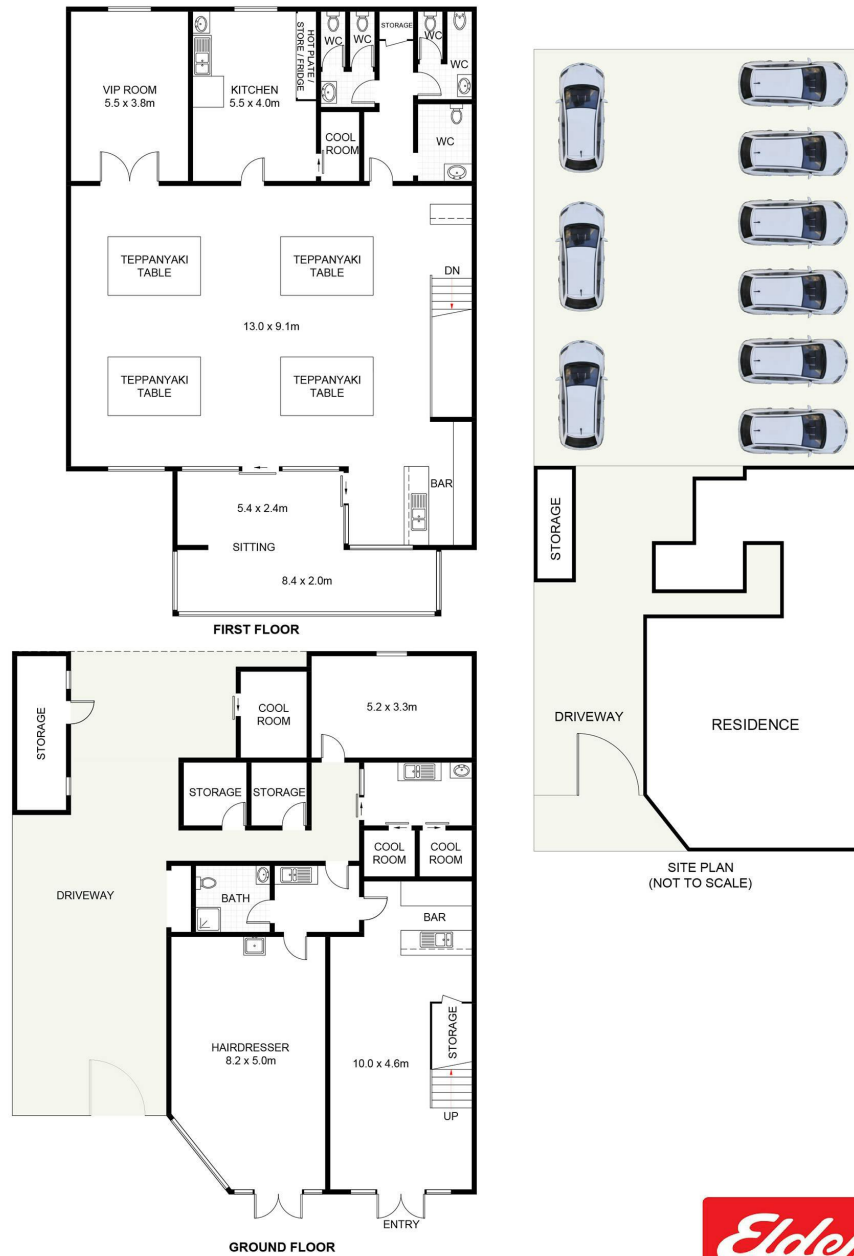 VIP ROOM
5.5 x 3.8m
KITCHEN
5.5 x 4.0m
HOT PLATE /
STORE / FRIDGE
WC
WC
STORAGE
WC
WC
COOL
ROOM
WC
TEPPANYAKI
TABLE
TEPPANYAKI
TABLE
DN
13.0 x 9.1m
TEPPANYAKI
TABLE
TEPPANYAKI
TABLE
BAR
5.4 x 2.4m
SITTING
8.4 x 2.0m
FIRST FLOOR
STORAGE
COOL
ROOM
5.2 x 3.3m
STORAGE
STORAGE
COOL
ROOM
COOL
ROOM
DRIVEWAY
BATH
BAR
HAIRDRESSER
8.2 x 5.0m
10.0 x 4.6m
STORAGE
UP
ENTRY
GROUND FLOOR
STORAGE
DRIVEWAY
RESIDENCE
SITE PLAN
(NOT TO SCALE)